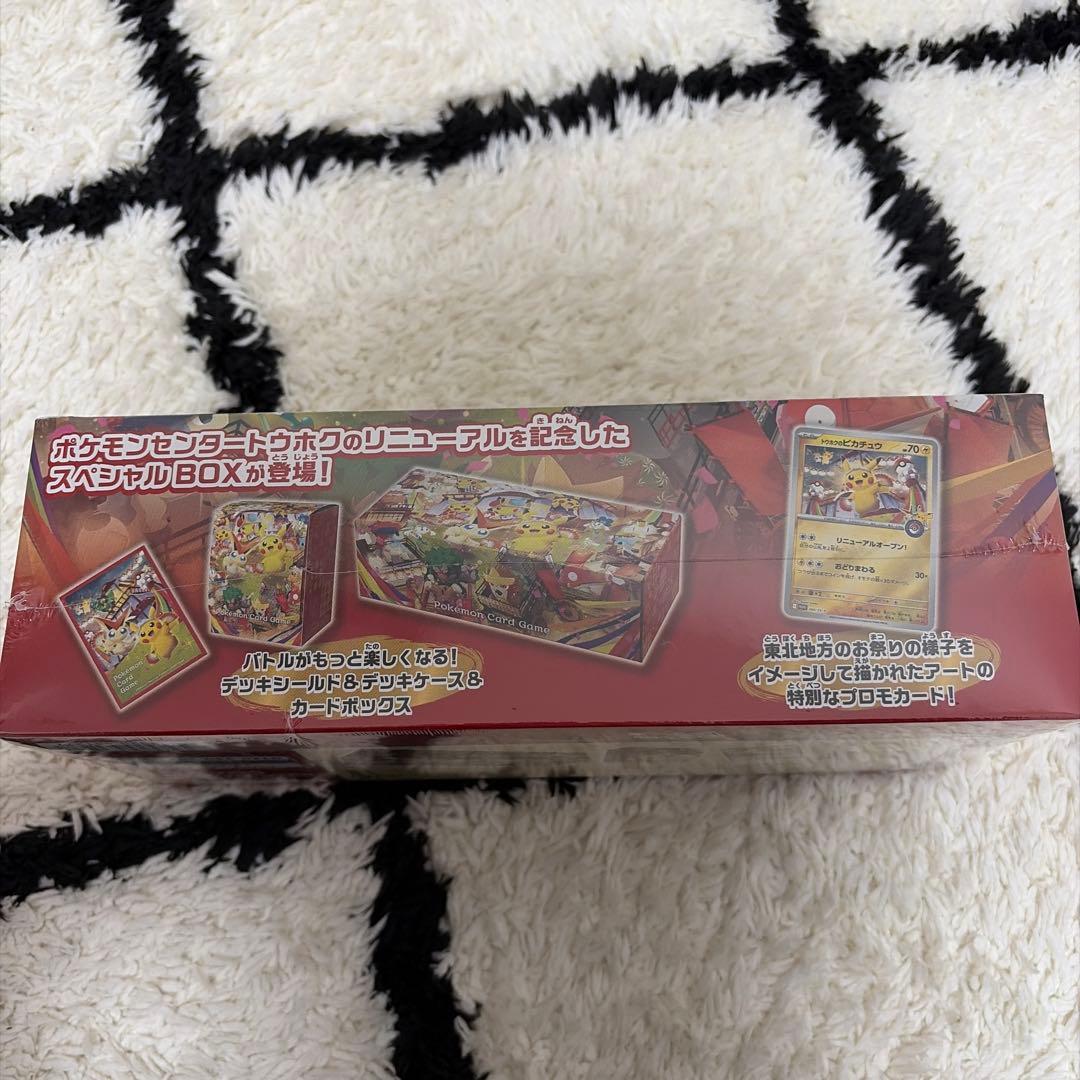 ポケモンセンタートウホクのリニューアルを記念した
スペシャルBOXが登場!
Pokémon
Card
Game
Pokémon Card Game
Pokémon Card Game
バトルがもっと楽しくなる!
デッキシールド&デッキケース&
カードボックス
トウホクのピカチュウ
70
リニューアルオープン!
おどりまわる
30×
東北地方のお祭りの様子を
イメージして描かれたアートの
特別なプロモカード!